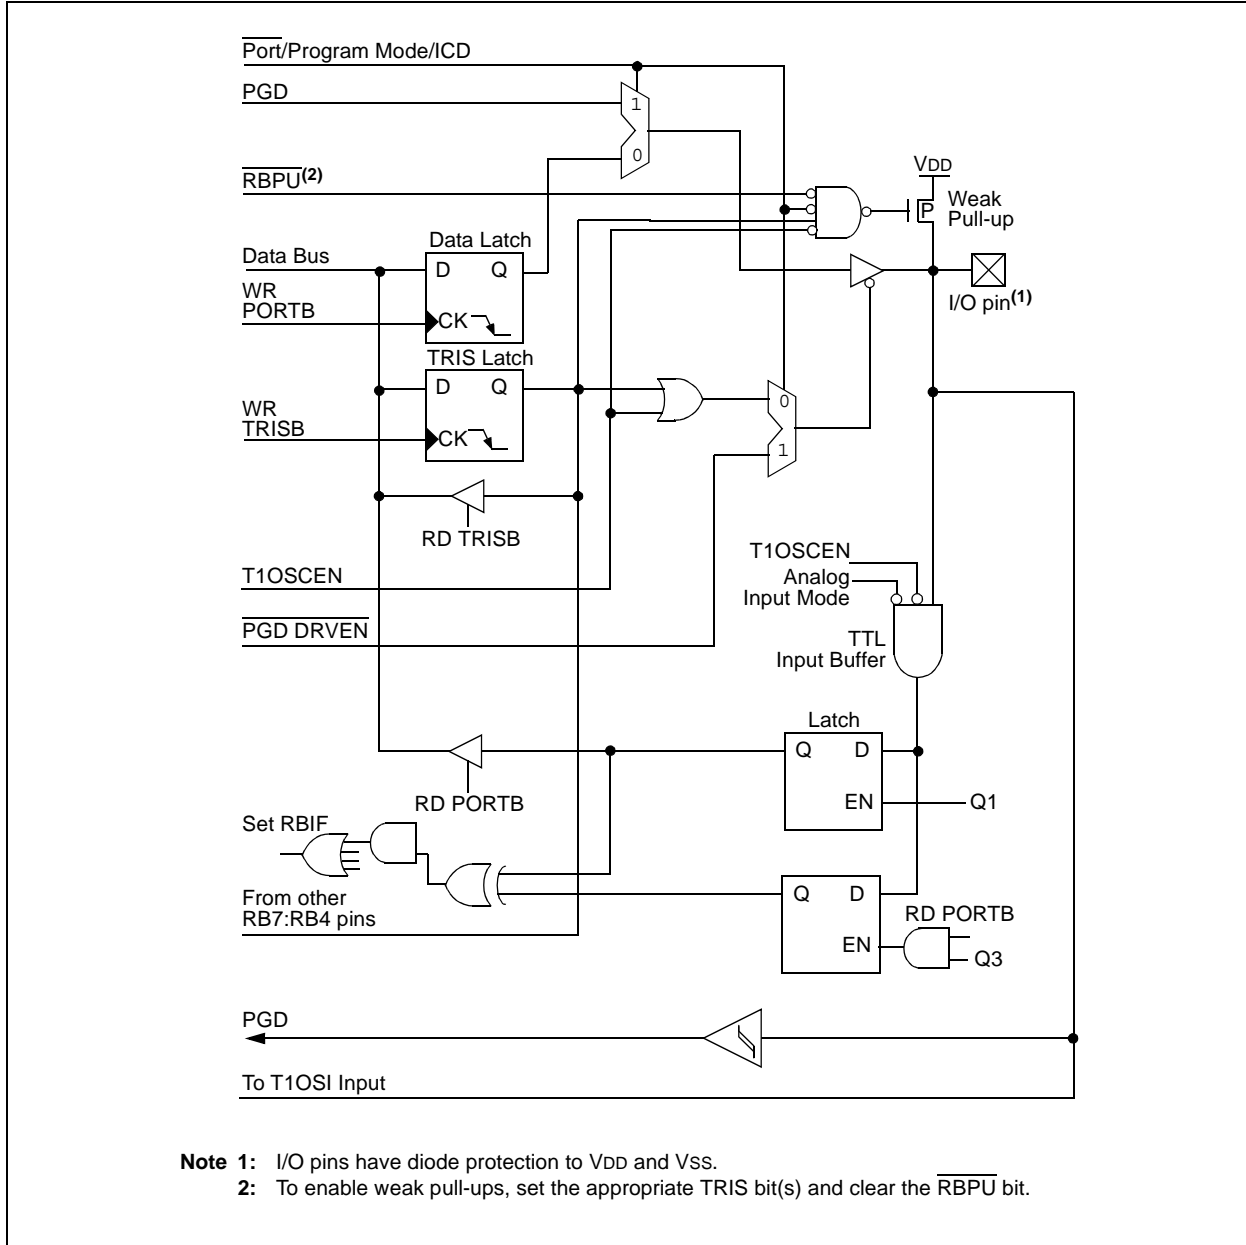 Port/Program Mode/ICD
PGD
1
0
RBPU(2)
VDD
P
Weak
Pull-up
Data Latch
Data Bus
D Q
WR
PORTB
CK
I/O pin(1)
TRIS Latch
D Q
WR
TRISB
CK
0
1
RD TRISB
T1OSCEN
PGD DRVEN
T1OSCEN
Analog
Input Mode
TTL
Input Buffer
Latch
Q D
EN
Q1
RD PORTB
Set RBIF
From other
RB7:RB4 pins
Q D
EN
RD PORTB
Q3
PGD
To T1OSI Input
Note 1: I/O pins have diode protection to VDD and VSS.
2: To enable weak pull-ups, set the appropriate TRIS bit(s) and clear the RBPU bit.